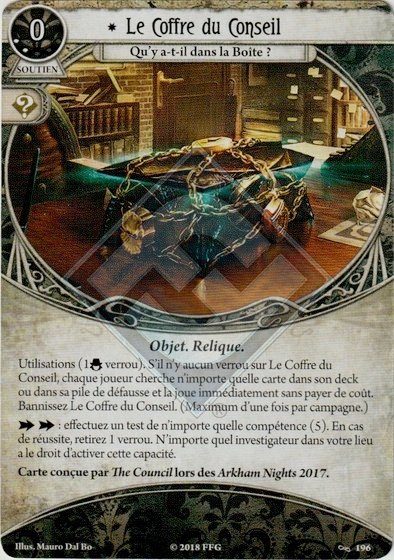 0
SOUTIEN
Le Coffre du Conseil
Qu'y a-t-il dans la Boîte ?
?
Objet. Relique.
Utilisations (1 verrou). S'il n'y aucun verrou sur Le Coffre du
Conseil, chaque joueur cherche n'importe quelle carte dans son deck
ou dans sa pile de défausse et la joue immédiatement sans payer de coût.
Bannissez Le Coffre du Conseil. (Maximum d'une fois par campagne.)
: effectuez un test de n'importe quelle compétence (5). En cas
de réussite, retirez 1 verrou. N'importe quel investigateur dans votre lieu
a le droit d'activer cette capacité.
Carte conçue par The Council lors des Arkham Nights 2017.
Illus. Mauro Dal Bo
© 2018 FFG
196